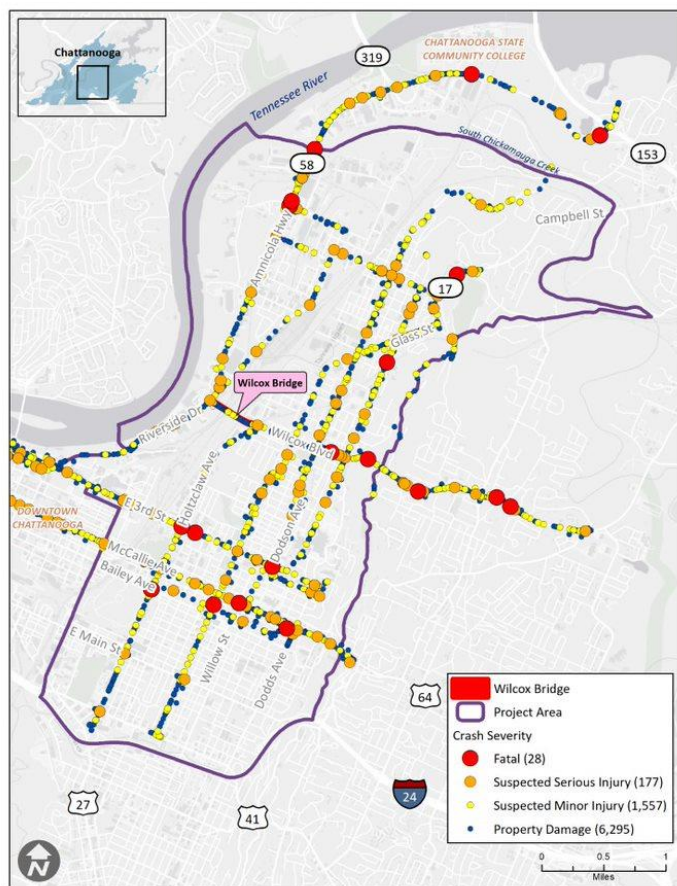 Chattanooga
CHATTANOOGA STATE
COMMUNITY COLLEGE
319
Tennessee River
58
South Chickamauga Creek
153
Campbell St
Amnicola Hwy
17
Glass St
Wilcox Bridge
Riverside Dr
Wilcox Blvd
Holtzclaw Ave
DOWNTOWN
CHATTANOOGA
E 3rd St
Dodson Ave
McCallie Ave
Bailey Ave
E Main St
Willow St
Dodds Ave
64
27
41
24
N
Wilcox Bridge
Project Area
Crash Severity
Fatal (28)
Suspected Serious Injury (177)
Suspected Minor Injury (1,557)
Property Damage (6,295)
0 0.5 1
Miles